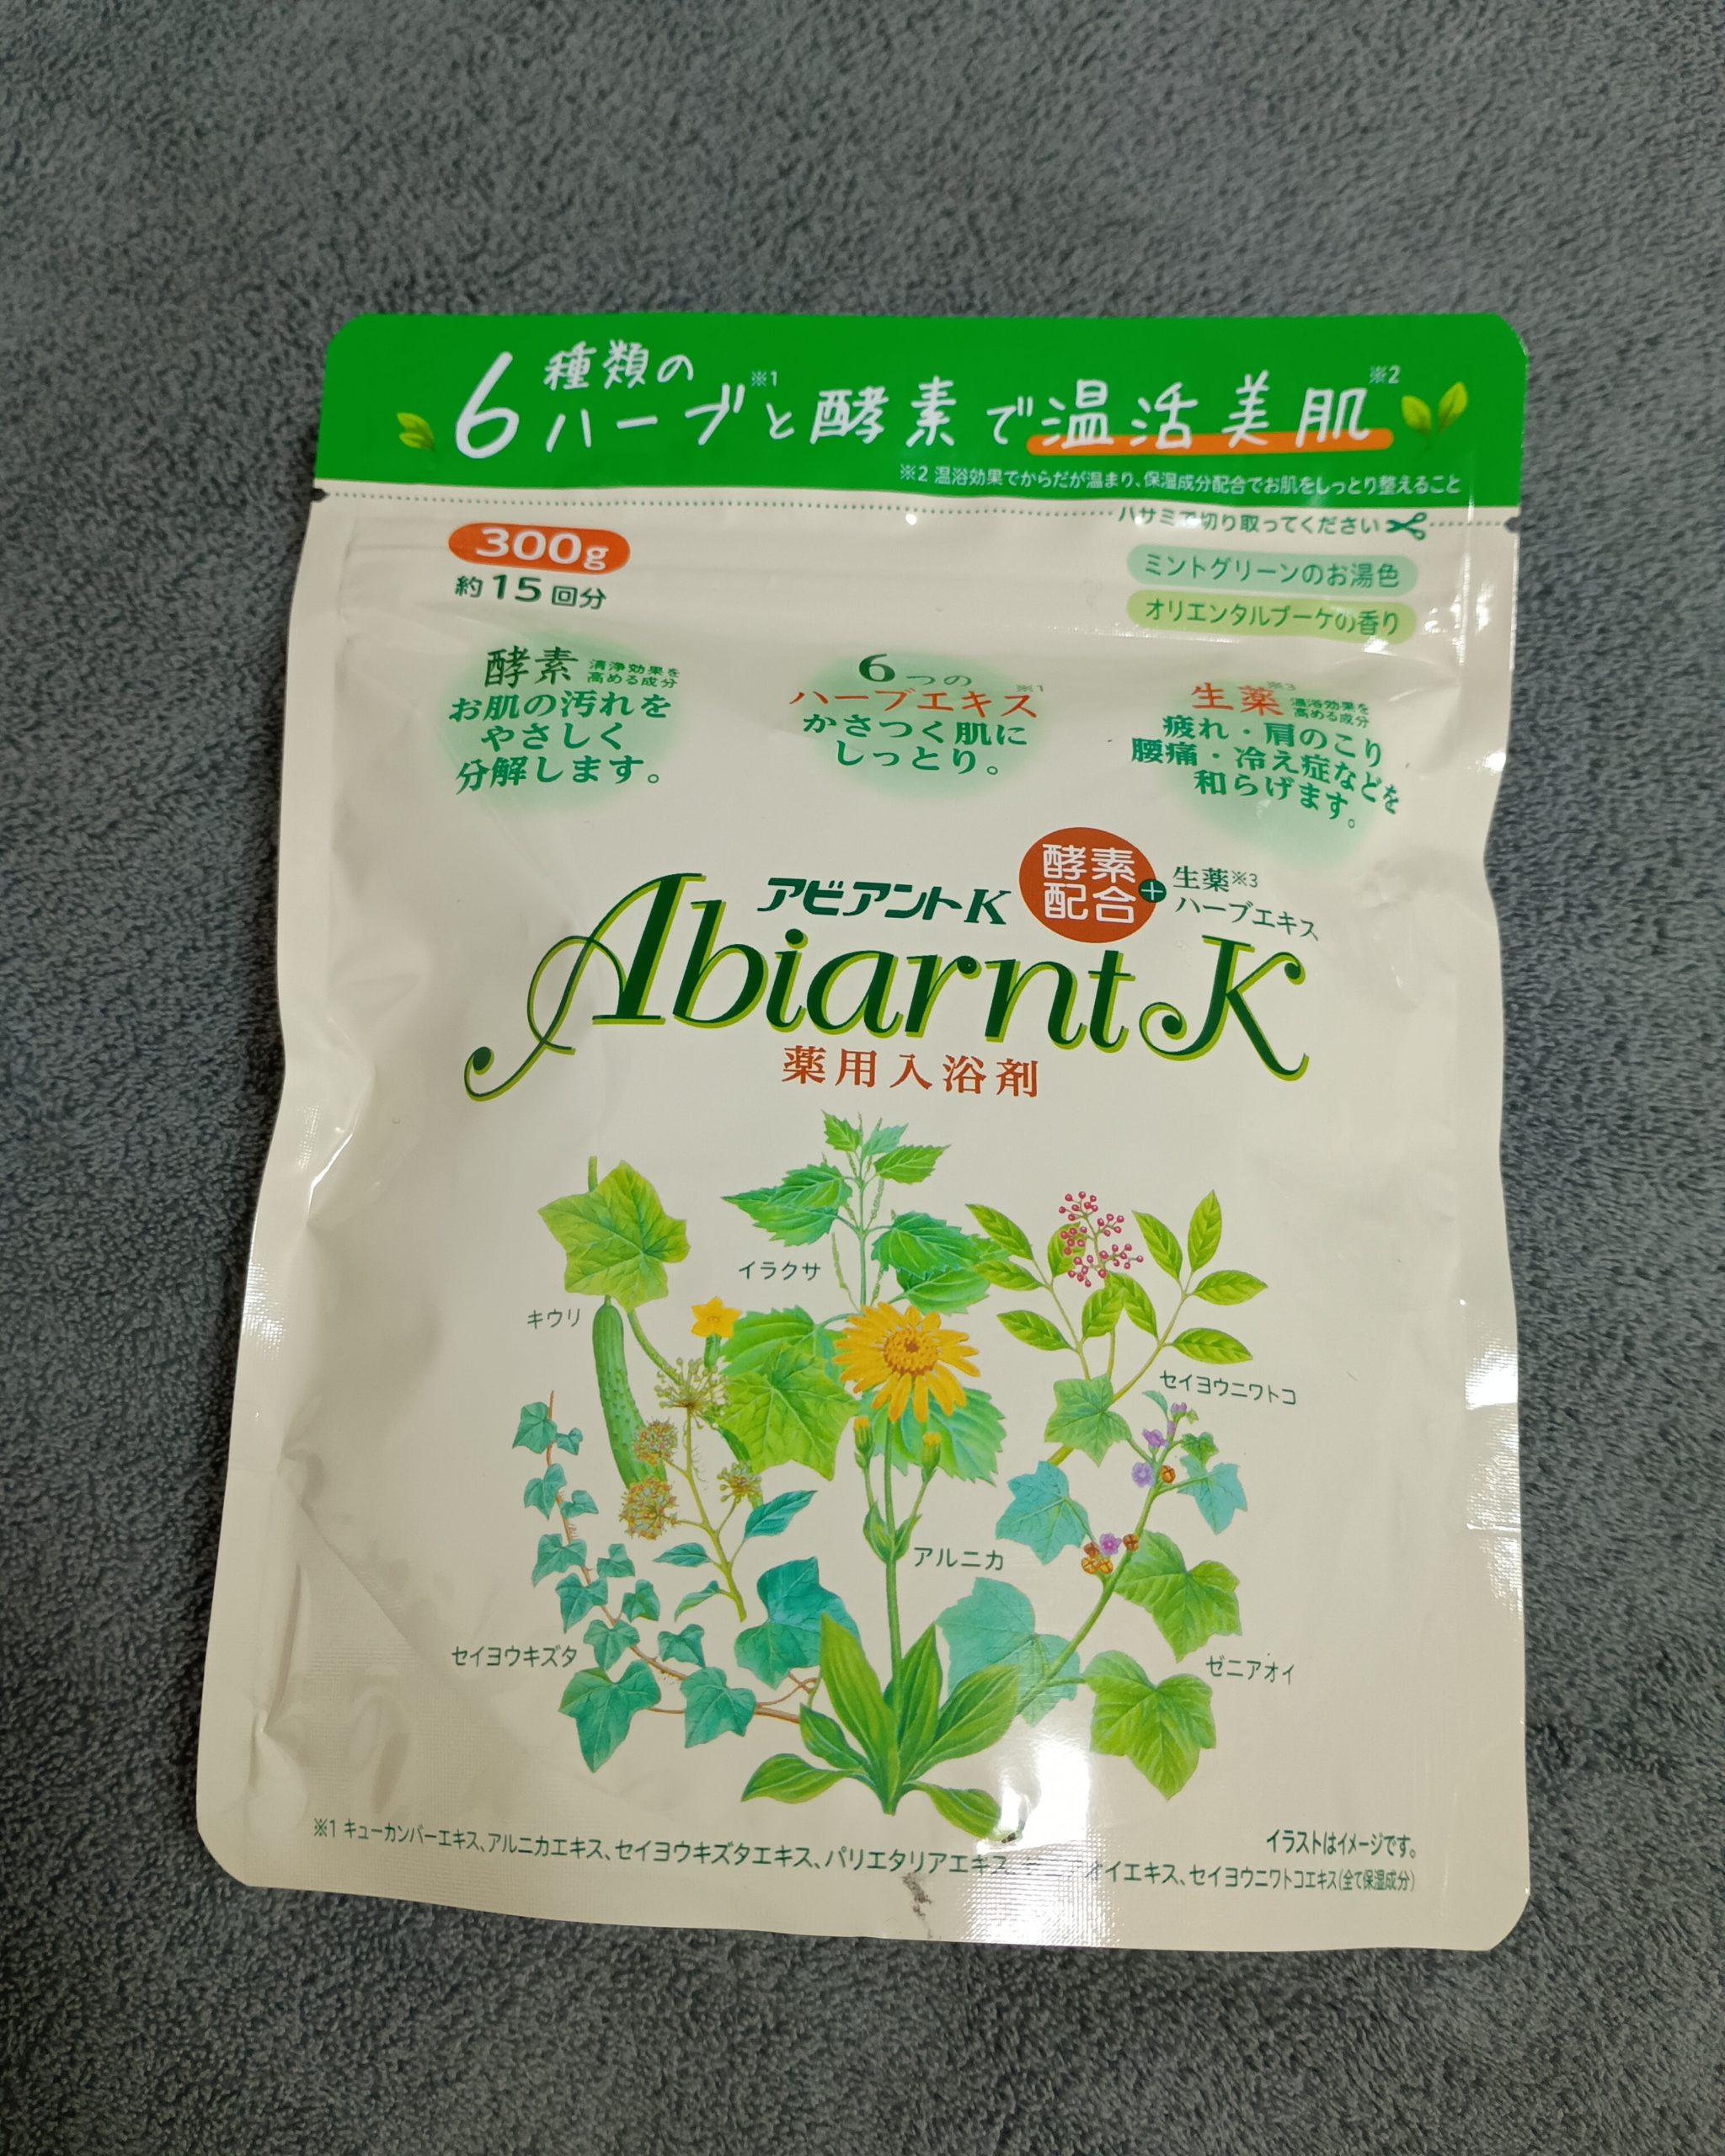 6種類のハーブ※1と酵素で温活美肌※2
※2 温浴効果でからだが温まり、保湿成分配合でお肌をしっとり整えること
ハサミで切り取ってください
300g
約15回分
ミントグリーンのお湯色
オリエンタルブーケの香り
酵素 清浄効果を高める成分
お肌の汚れを
やさしく
分解します。
6つの
ハーブエキス※1
かさつく肌に
しっとり。
生薬※3 温浴効果を高める成分
疲れ・肩のこり
腰痛・冷え症などを
和らげます。
アビアントK
酵素配合
+
生薬※3
ハーブエキス
Abiarnt K
薬用入浴剤
イラクサ
キウリ
セイヨウニワトコ
アルニカ
セイヨウキズタ
ゼニアオイ
イラストはイメージです。
※1 キューカンバーエキス、アルニカエキス、セイヨウキズタエキス、パリエタリアエキス、オイエキス、セイヨウニワトコエキス(全て保湿成分)